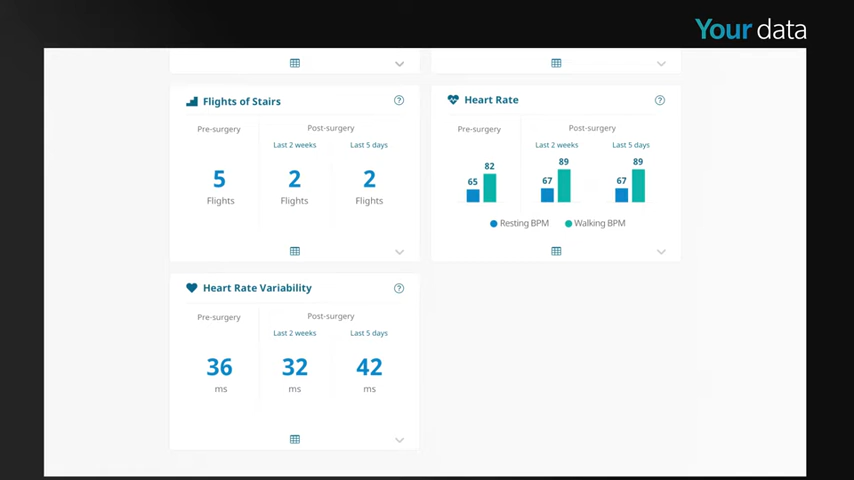 Your data
Flights of Stairs ?
Pre-surgery
Post-surgery
Last 2 weeks Last 5 days
5 2 2
Flights Flights Flights
Heart Rate ?
Pre-surgery
Post-surgery
Last 2 weeks Last 5 days
65 82 67 89 67 89
Resting BPM Walking BPM
Heart Rate Variability ?
Pre-surgery
Post-surgery
Last 2 weeks Last 5 days
36 32 42
ms ms ms